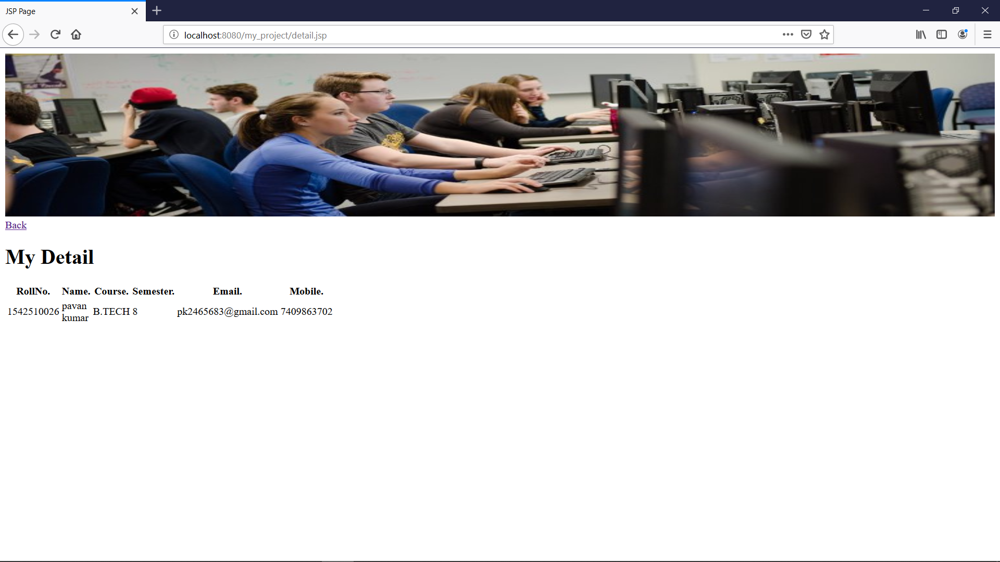 JSP Page
localhost:8080/my_project/detail.jsp
Back
My Detail
RollNo. Name. Course. Semester. Email. Mobile.
1542510026 pavan kumar B.TECH 8 pk2465683@gmail.com 7409863702